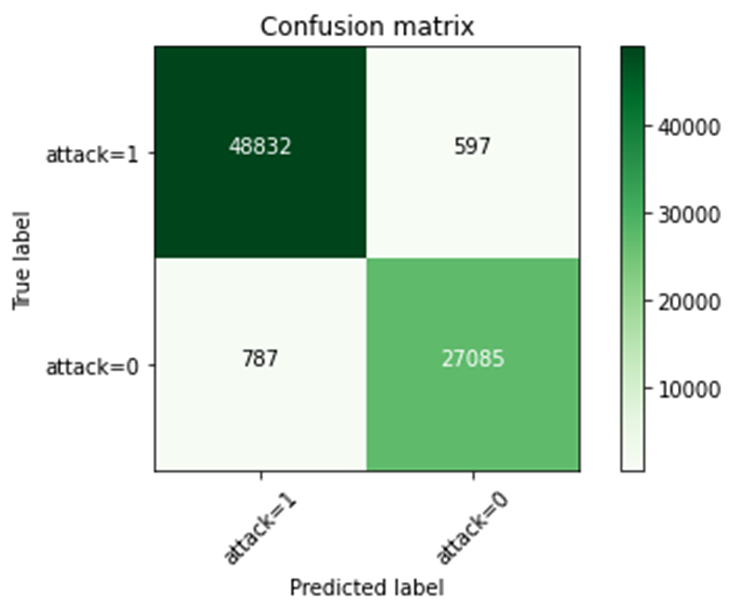 Confusion matrix
True label
attack=1
48832
597
attack=0
787
27085
attack=1
attack=0
Predicted label
40000
30000
20000
10000